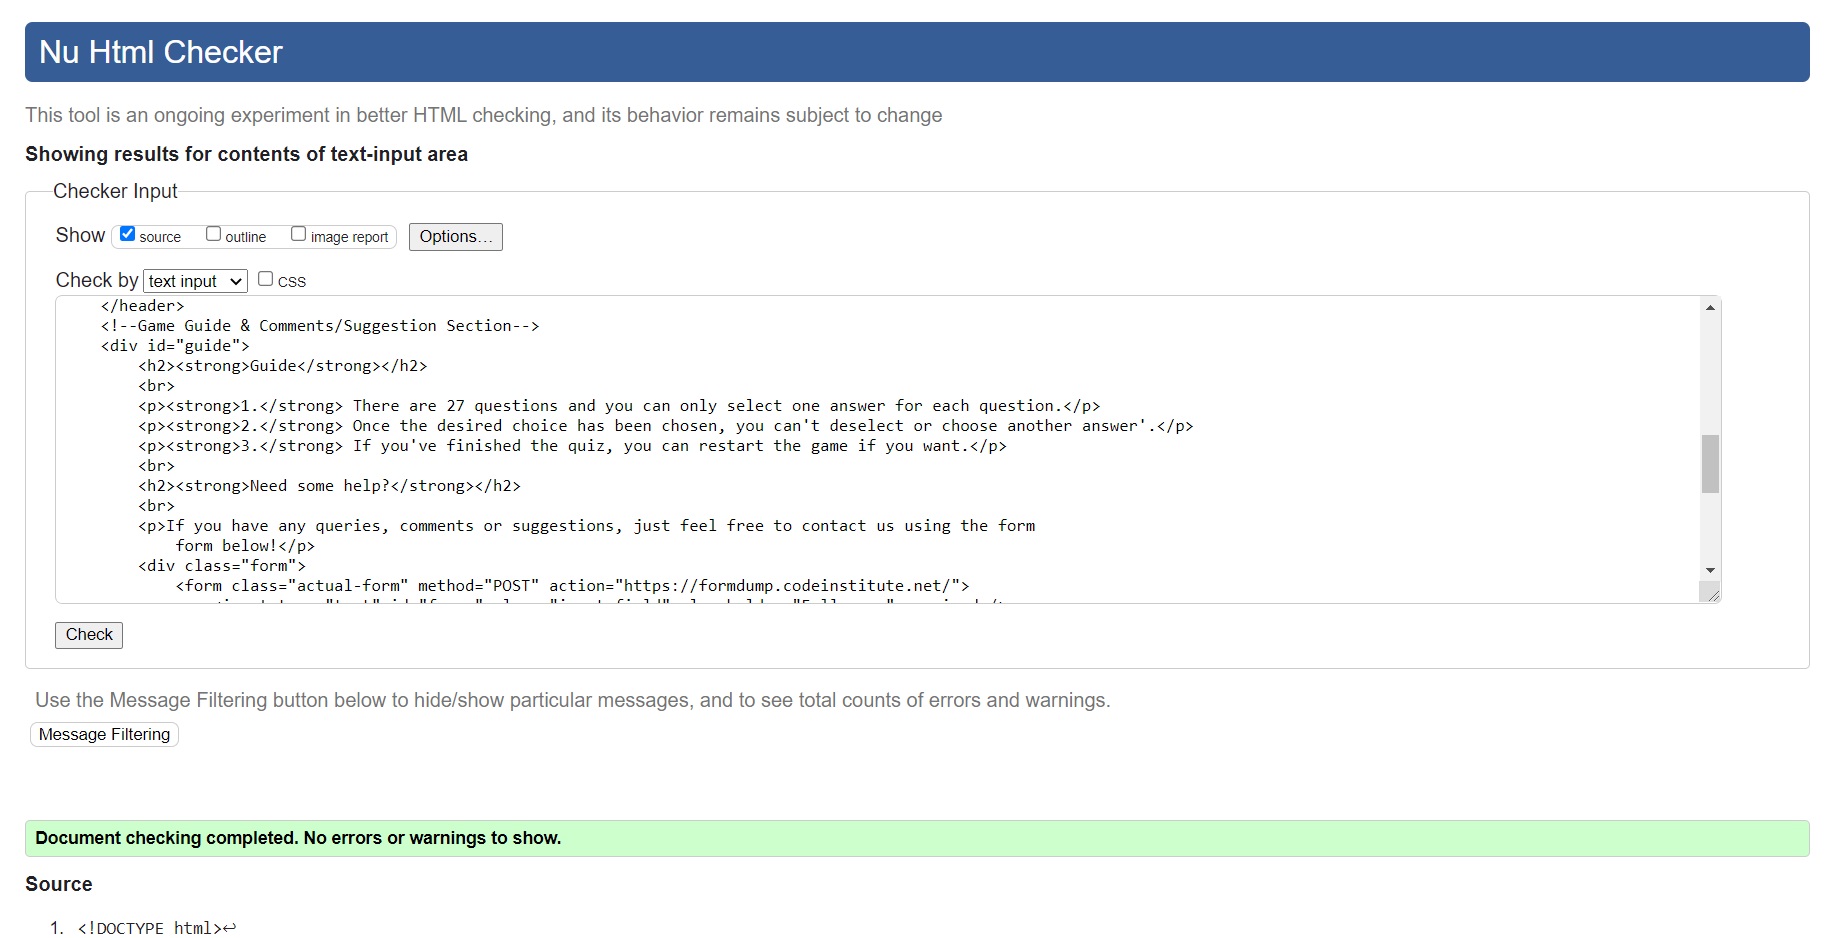 Nu Html Checker
This tool is an ongoing experiment in better HTML checking, and its behavior remains subject to change
Showing results for contents of text-input area
Checker Input
Show source outline image report Options...
Check by text input CSS
</header>
<!--Game Guide & Comments/Suggestion Section-->
<div id="guide">
<h2><strong>Guide</strong></h2>
<br>
<p><strong>1.</strong> There are 27 questions and you can only select one answer for each question.</p>
<p><strong>2.</strong> Once the desired choice has been chosen, you can't deselect or choose another answer'.</p>
<p><strong>3.</strong> If you've finished the quiz, you can restart the game if you want.</p>
<br>
<h2><strong>Need some help?</strong></h2>
<br>
<p>If you have any queries, comments or suggestions, just feel free to contact us using the form
form below!</p>
<div class="form">
<form class="actual-form" method="POST" action="https://formdump.codeinstitute.net/">
Check
Use the Message Filtering button below to hide/show particular messages, and to see total counts of errors and warnings.
Message Filtering
Document checking completed. No errors or warnings to show.
Source
1. <!DOCTYPE html>↩